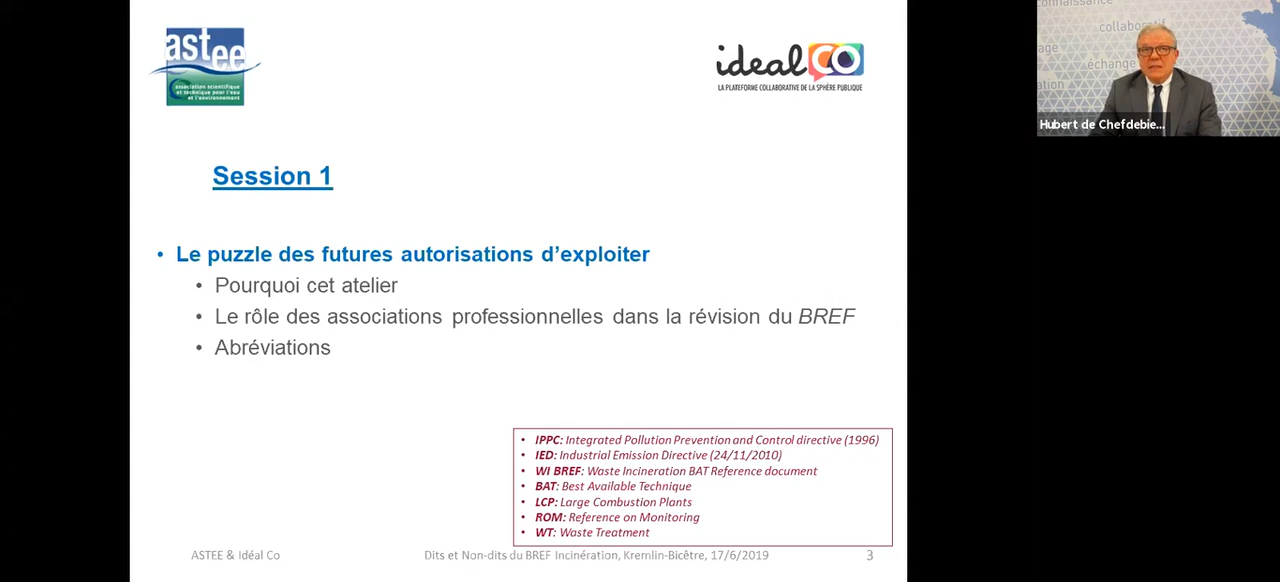 astee
association scientifique
et technique pour l'eau
et l'environnement
idealCO
LA PLATEFORME COLLABORATIVE DE LA SPHÈRE PUBLIQUE
connaissance
collaboratif
échange
Hubert de Chefdebie...
Session 1
• Le puzzle des futures autorisations d'exploiter
• Pourquoi cet atelier
• Le rôle des associations professionnelles dans la révision du BREF
• Abréviations
• IPPC: Integrated Pollution Prevention and Control directive (1996)
• IED: Industrial Emission Directive (24/11/2010)
• WI BREF: Waste Incineration BAT Reference document
• BAT: Best Available Technique
• LCP: Large Combustion Plants
• ROM: Reference on Monitoring
• WT: Waste Treatment
ASTEE & Idéal Co
Dits et Non-dits du BREF Incinération, Kremlin-Bicêtre, 17/6/2019
3